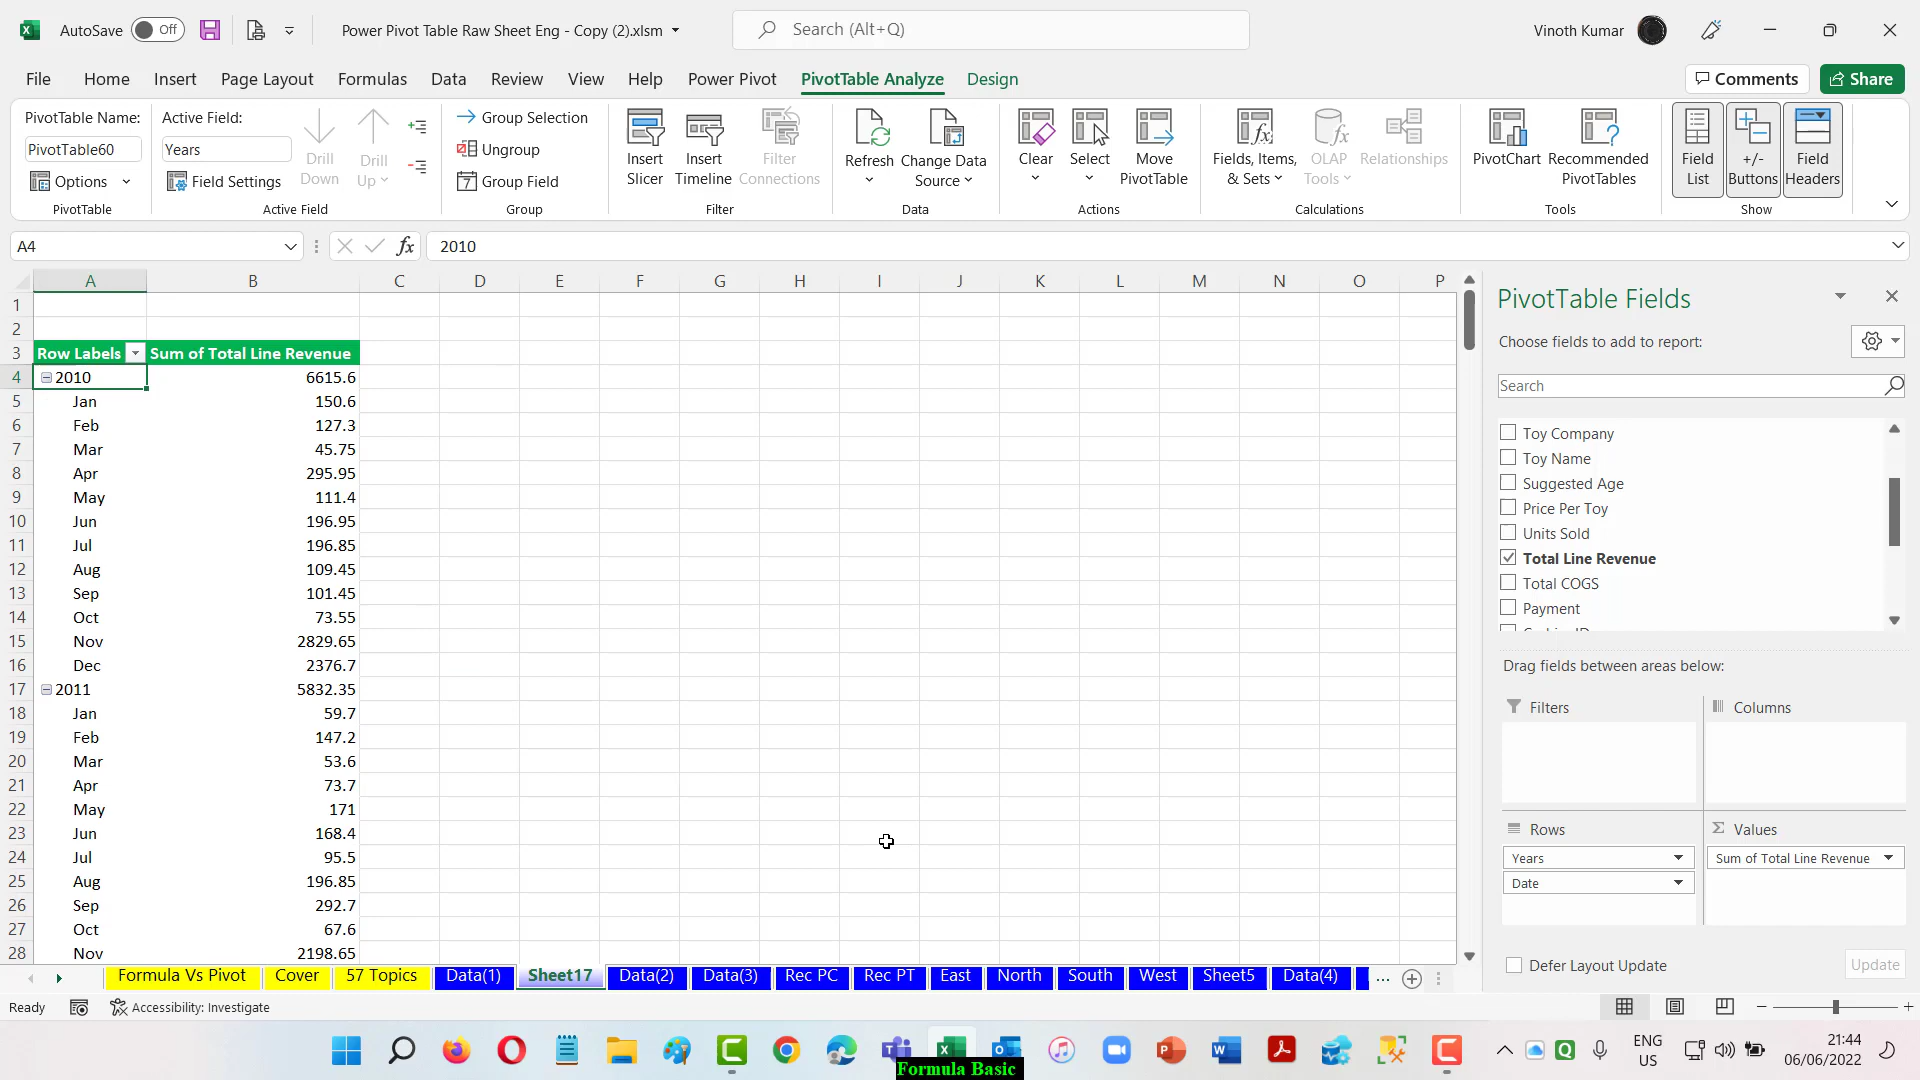 AutoSave Off Power Pivot Table Raw Sheet Eng - Copy (2).xlsm Search (Alt+Q) Vinoth Kumar
File Home Insert Page Layout Formulas Data Review View Help Power Pivot PivotTable Analyze Design Comments Share
PivotTable Name:
PivotTable60
Options
PivotTable
Active Field:
Years
Field Settings
Drill Down
Drill Up
Active Field
Group Selection
Ungroup
Group Field
Group
Insert Slicer
Insert Timeline
Filter Connections
Filter
Refresh
Change Data Source
Data
Clear
Select
Move PivotTable
Actions
Fields, Items, & Sets
OLAP Tools
Relationships
Calculations
PivotChart
Recommended PivotTables
Tools
Field List
+/- Buttons
Field Headers
Show
A4 fx 2010
A B C D E F G H I J K L M N O P
1
2
3 Row Labels Sum of Total Line Revenue
4 2010 6615.6
5 Jan 150.6
6 Feb 127.3
7 Mar 45.75
8 Apr 295.95
9 May 111.4
10 Jun 196.95
11 Jul 196.85
12 Aug 109.45
13 Sep 101.45
14 Oct 73.55
15 Nov 2829.65
16 Dec 2376.7
17 2011 5832.35
18 Jan 59.7
19 Feb 147.2
20 Mar 53.6
21 Apr 73.7
22 May 171
23 Jun 168.4
24 Jul 95.5
25 Aug 196.85
26 Sep 292.7
27 Oct 67.6
28 Nov 2198.65
PivotTable Fields
Choose fields to add to report:
Search
Toy Company
Toy Name
Suggested Age
Price Per Toy
Units Sold
Total Line Revenue
Total COGS
Payment
Drag fields between areas below:
Filters
Columns
Rows
Years
Date
Values
Sum of Total Line Revenue
Defer Layout Update Update
Formula Vs Pivot Cover 57 Topics Data(1) Sheet17 Data(2) Data(3) Rec PC Rec PT East North South West Sheet5 Data(4) ...
Ready Accessibility: Investigate
Formula Basic
ENG
US
21:44
06/06/2022